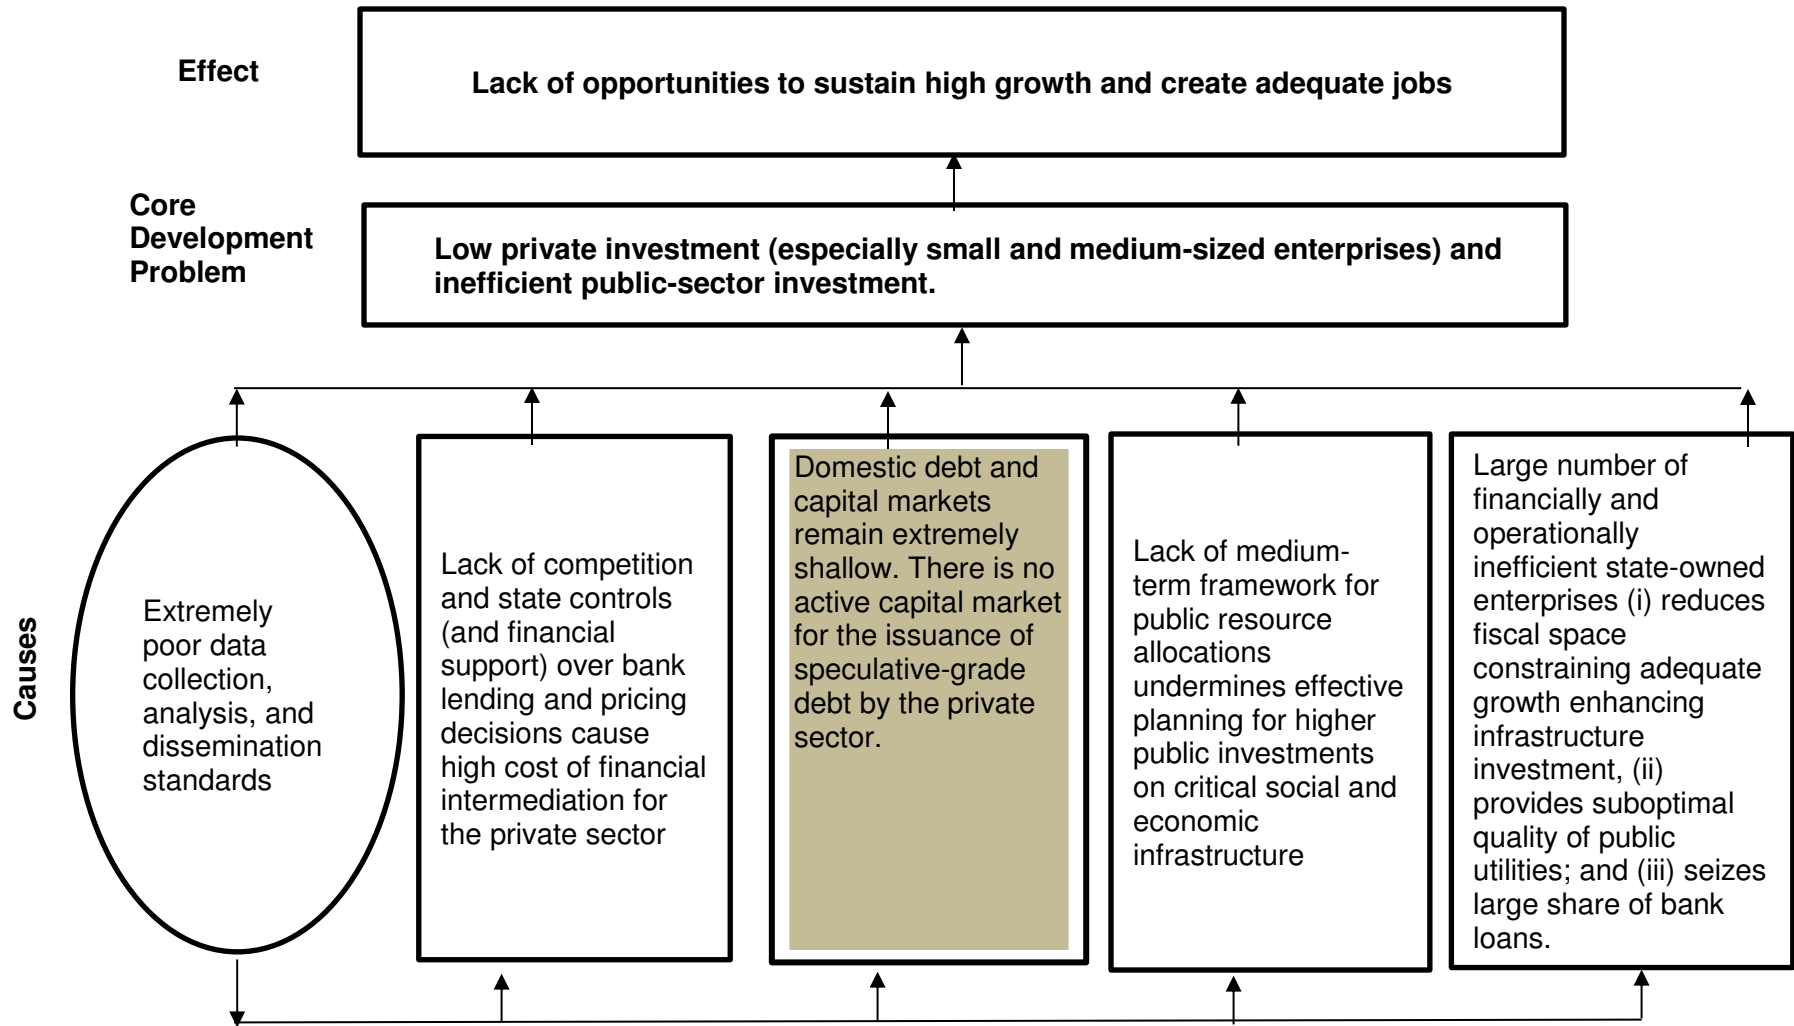 Effect
Lack of opportunities to sustain high growth and create adequate jobs
Core
Development
Problem
Low private investment (especially small and medium-sized enterprises) and
inefficient public-sector investment.
Causes
Extremely
poor data
collection,
analysis, and
dissemination
standards
Lack of competition
and state controls
(and financial
support) over bank
lending and pricing
decisions cause
high cost of financial
intermediation for
the private sector
Domestic debt and
capital markets
remain extremely
shallow. There is no
active capital market
for the issuance of
speculative-grade
debt by the private
sector.
Lack of medium-
term framework for
public resource
allocations
undermines effective
planning for higher
public investments
on critical social and
economic
infrastructure
Large number of
financially and
operationally
inefficient state-owned
enterprises (i) reduces
fiscal space
constraining adequate
growth enhancing
infrastructure
investment, (ii)
provides suboptimal
quality of public
utilities; and (iii) seizes
large share of bank
loans.